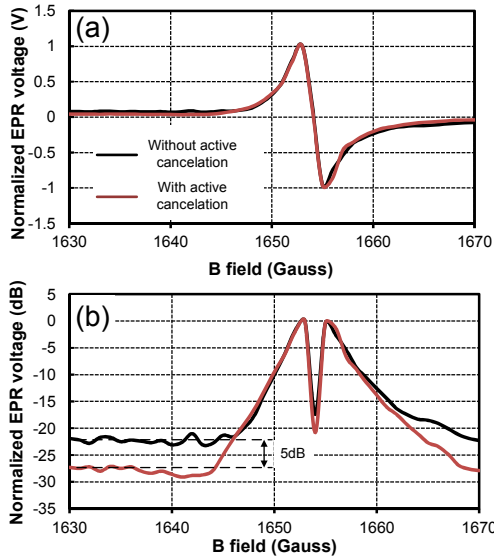 (a)
Normalized EPR voltage (V)
1.5
1
0.5
0
-0.5
-1
-1.5
Without active
cancelation
With active
cancelation
1630 1640 1650 1660 1670
B field (Gauss)
(b)
Normalized EPR voltage (dB)
5
0
-5
-10
-15
-20
-25
-30
-35
5dB
1630 1640 1650 1660 1670
B field (Gauss)